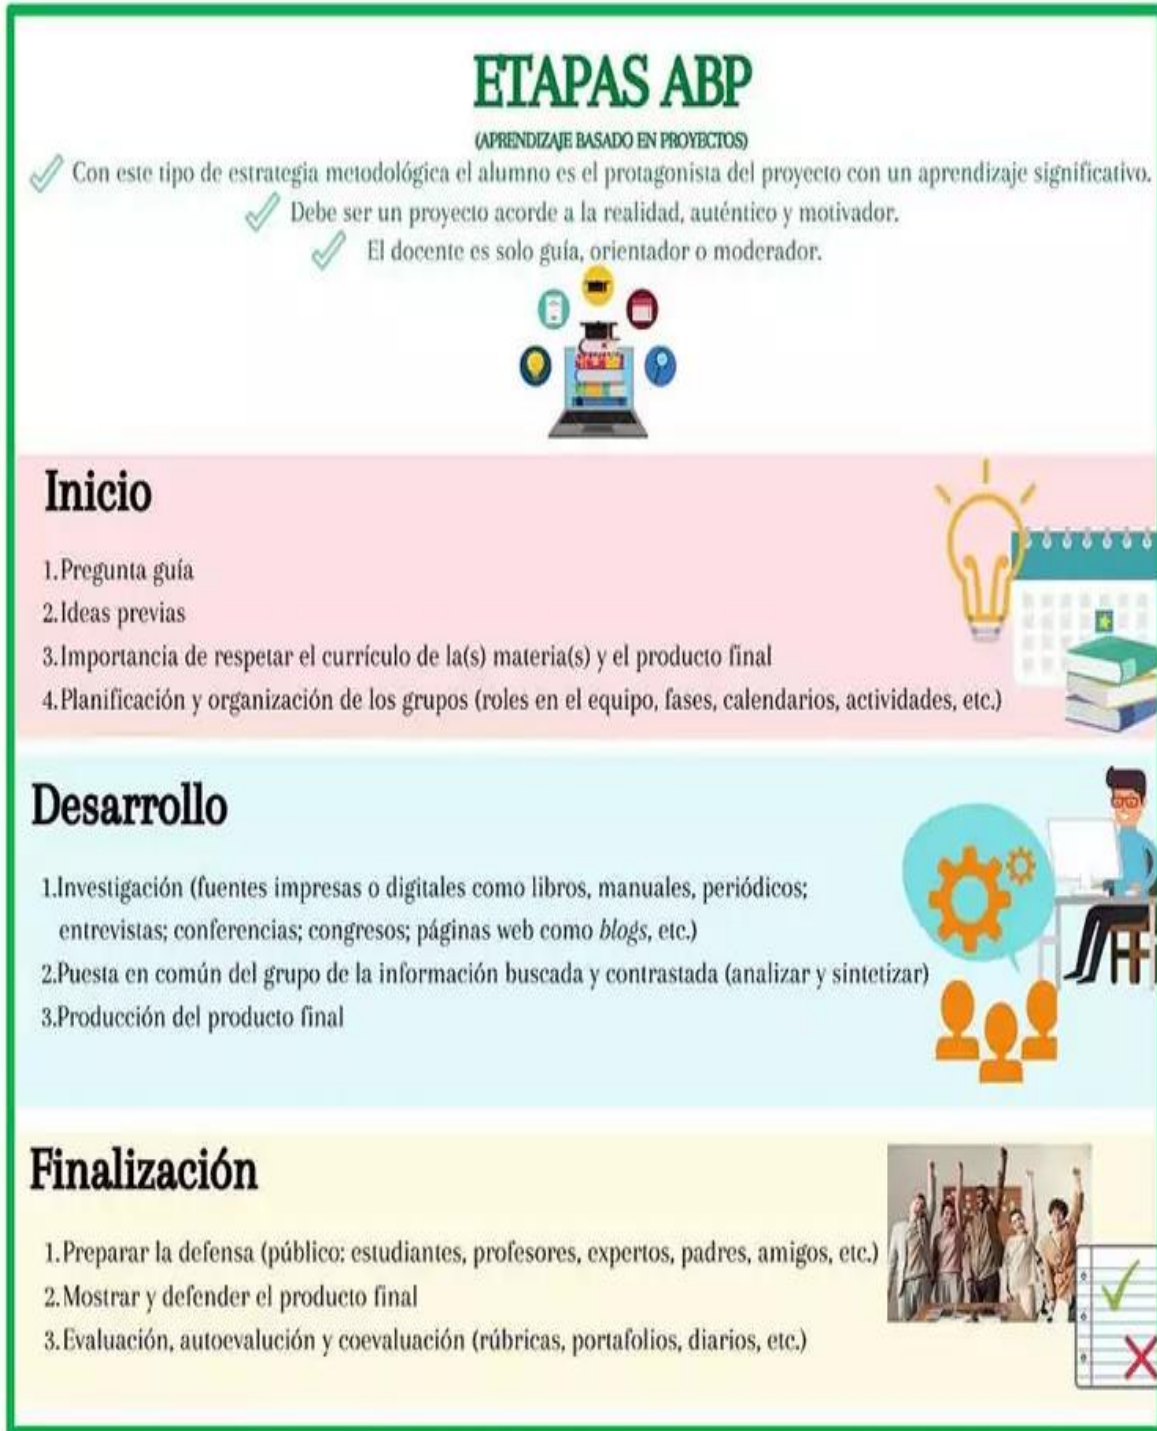 ETAPAS ABP
(APRENDIZAJE BASADO EN PROYECTOS)
Con este tipo de estrategia metodológica el alumno es el protagonista del proyecto con un aprendizaje significativo.
Debe ser un proyecto acorde a la realidad, auténtico y motivador.
El docente es solo guía, orientador o moderador.
Inicio
1.Pregunta guía
2.Ideas previas
3.Importancia de respetar el currículo de la(s) materia(s) y el producto final
4.Planificación y organización de los grupos (roles en el equipo, fases, calendarios, actividades, etc.)
Desarrollo
1.Investigación (fuentes impresas o digitales como libros, manuales, periódicos;
entrevistas; conferencias; congresos; páginas web como blogs, etc.)
2.Puesta en común del grupo de la información buscada y contrastada (analizar y sintetizar)
3.Producción del producto final
Finalización
1.Preparar la defensa (público: estudiantes, profesores, expertos, padres, amigos, etc.)
2.Mostrar y defender el producto final
3.Evaluación, autoevalución y coevaluación (rúbricas, portafolios, diarios, etc.)